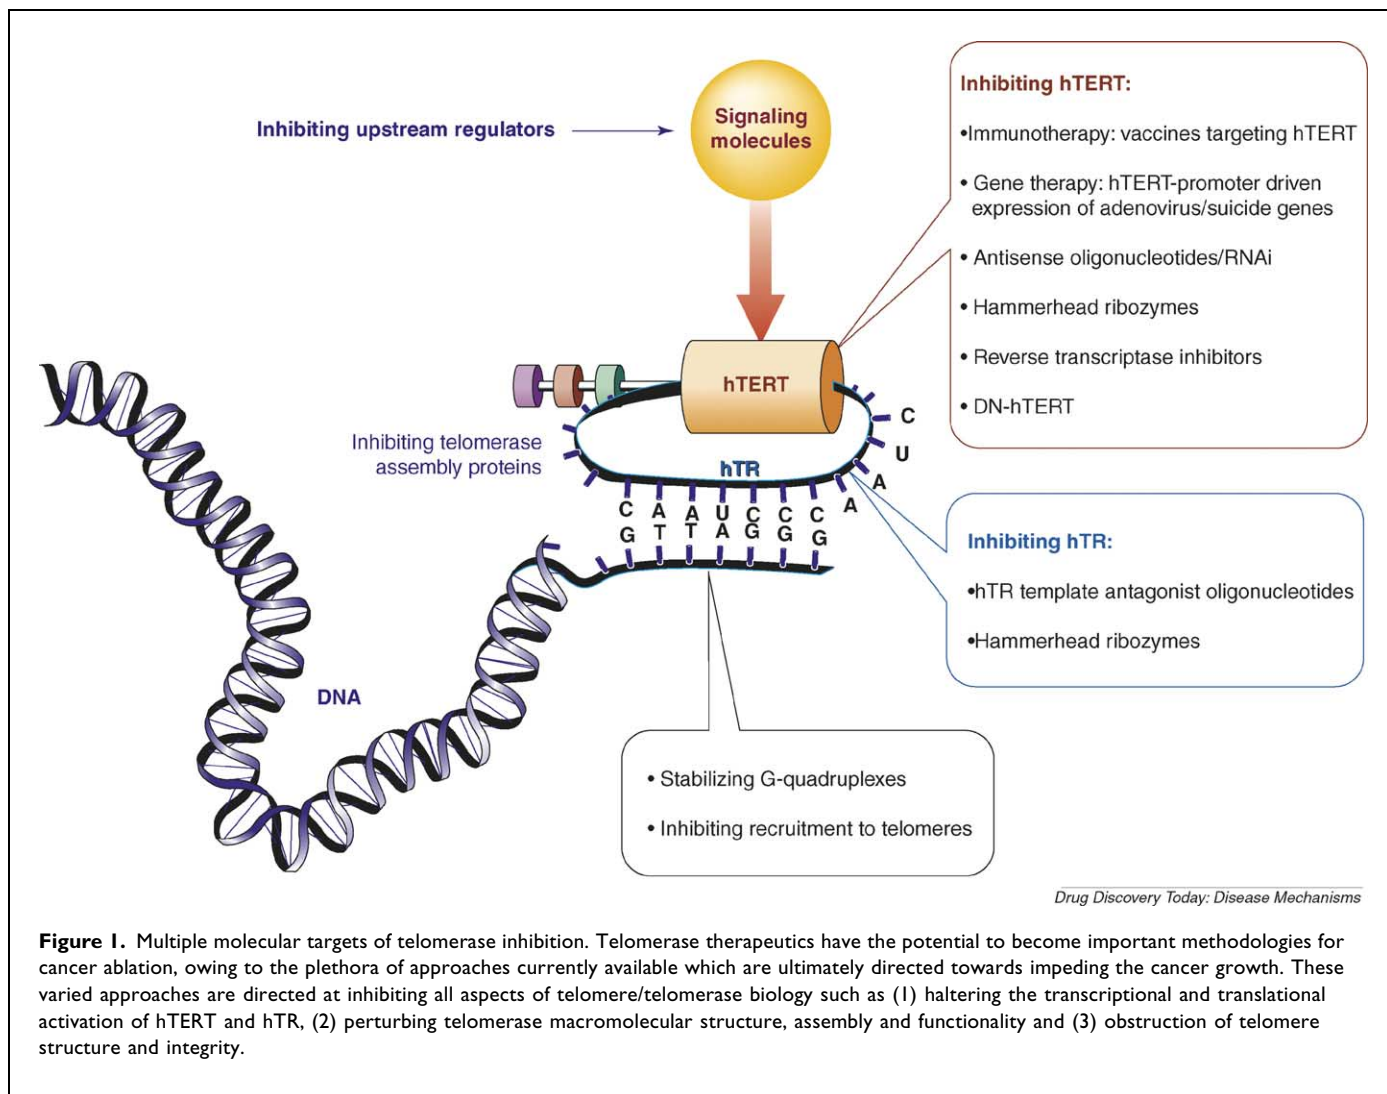 Inhibiting upstream regulators
Signaling
molecules
Inhibiting hTERT:
•Immunotherapy: vaccines targeting hTERT
• Gene therapy: hTERT-promoter driven
expression of adenovirus/suicide genes
• Antisense oligonucleotides/RNAi
• Hammerhead ribozymes
• Reverse transcriptase inhibitors
• DN-hTERT
hTERT
Inhibiting telomerase
assembly proteins
hTR
C
U
A
A
C A A U C C C
G T T A G G G
Inhibiting hTR:
•hTR template antagonist oligonucleotides
•Hammerhead ribozymes
DNA
• Stabilizing G-quadruplexes
• Inhibiting recruitment to telomeres
Drug Discovery Today: Disease Mechanisms
Figure 1. Multiple molecular targets of telomerase inhibition. Telomerase therapeutics have the potential to become important methodologies for
cancer ablation, owing to the plethora of approaches currently available which are ultimately directed towards impeding the cancer growth. These
varied approaches are directed at inhibiting all aspects of telomere/telomerase biology such as (1) haltering the transcriptional and translational
activation of hTERT and hTR, (2) perturbing telomerase macromolecular structure, assembly and functionality and (3) obstruction of telomere
structure and integrity.